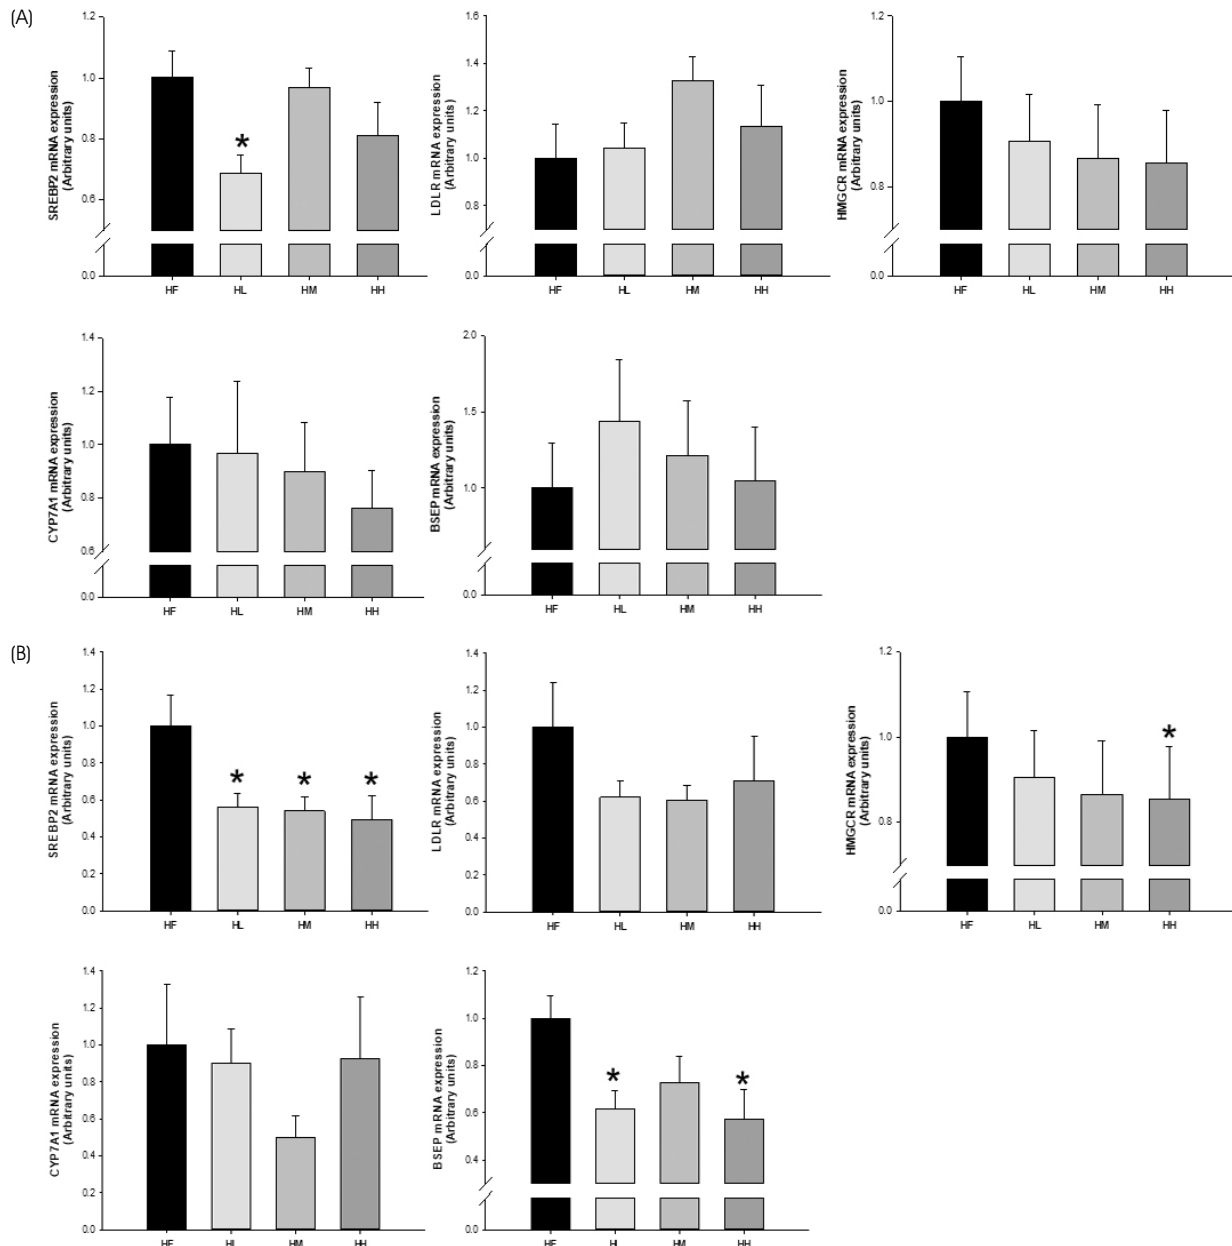 (A)
SREBP2 mRNA expression
(Arbitrary units)
1.2
1.0
0.8
0.6
0.0
*
HF HL HM HH
LDLR mRNA expression
(Arbitrary units)
1.6
1.4
1.2
1.0
0.8
0.0
HF HL HM HH
HMGCR mRNA expression
(Arbitrary units)
1.2
1.0
0.8
0.0
HF HL HM HH
CYP7A1 mRNA expression
(Arbitrary units)
1.4
1.2
1.0
0.8
0.6
0.0
HF HL HM HH
BSEP mRNA expression
(Arbitrary units)
2.0
1.5
1.0
0.0
HF HL HM HH
(B)
SREBP2 mRNA expression
(Arbitrary units)
1.4
1.2
1.0
0.8
0.6
0.4
0.2
0.0
* * *
HF HL HM HH
LDLR mRNA expression
(Arbitrary units)
1.4
1.2
1.0
0.8
0.6
0.4
0.2
0.0
HF HL HM HH
HMGCR mRNA expression
(Arbitrary units)
1.2
1.0
0.8
0.0
*
HF HL HM HH
CYP7A1 mRNA expression
(Arbitrary units)
1.4
1.2
1.0
0.8
0.6
0.4
0.2
0.0
HF HL HM HH
BSEP mRNA expression
(Arbitrary units)
1.2
1.0
0.8
0.6
0.4
0.0
* *
HF HL HM HH